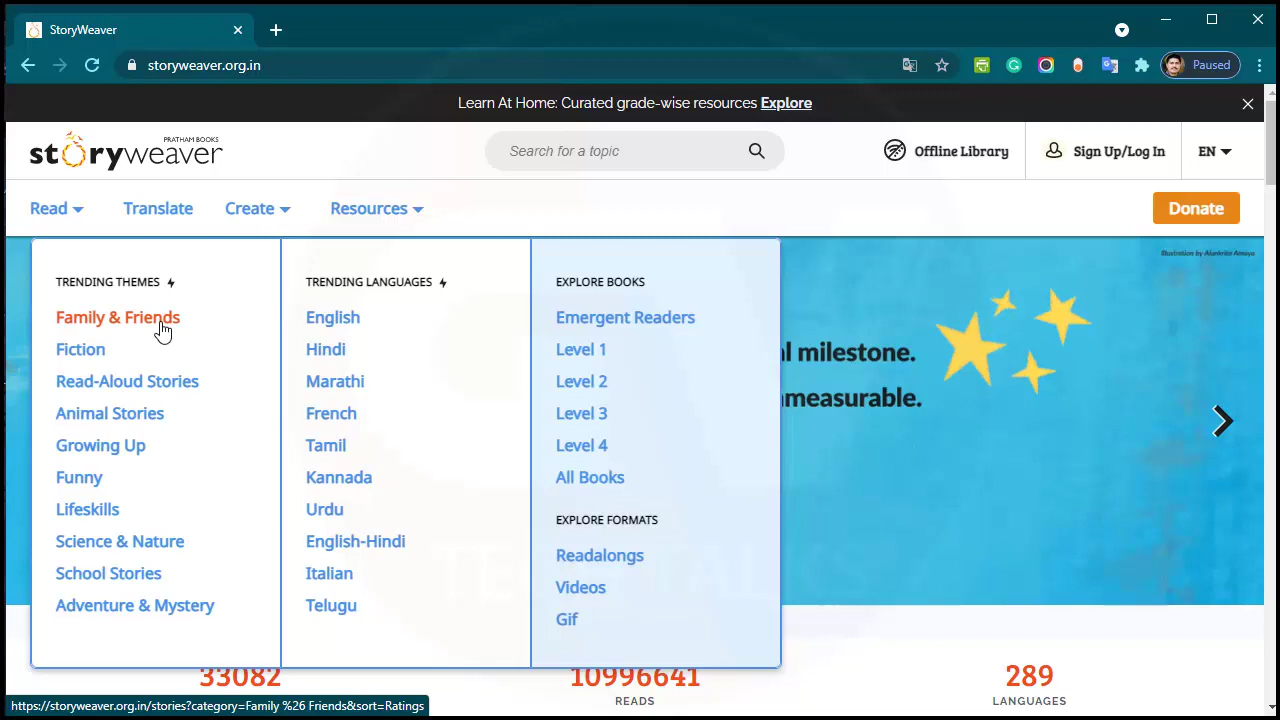 StoryWeaver
storyweaver.org.in
Paused
Learn At Home: Curated grade-wise resources Explore
PRATHAM BOOKS
storyweaver
Search for a topic
Offline Library
Sign Up/Log In
EN
Read
Translate
Create
Resources
Donate
Illustration by Alankrita Amaya
TRENDING THEMES
Family & Friends
Fiction
Read-Aloud Stories
Animal Stories
Growing Up
Funny
Lifeskills
Science & Nature
School Stories
Adventure & Mystery
TRENDING LANGUAGES
English
Hindi
Marathi
French
Tamil
Kannada
Urdu
English-Hindi
Italian
Telugu
EXPLORE BOOKS
Emergent Readers
Level 1
Level 2
Level 3
Level 4
All Books
EXPLORE FORMATS
Readalongs
Videos
Gif
milestone.
33082
10996641
READS
289
LANGUAGES
https://storyweaver.org.in/stories?category=Family %26 Friends&sort=Ratings